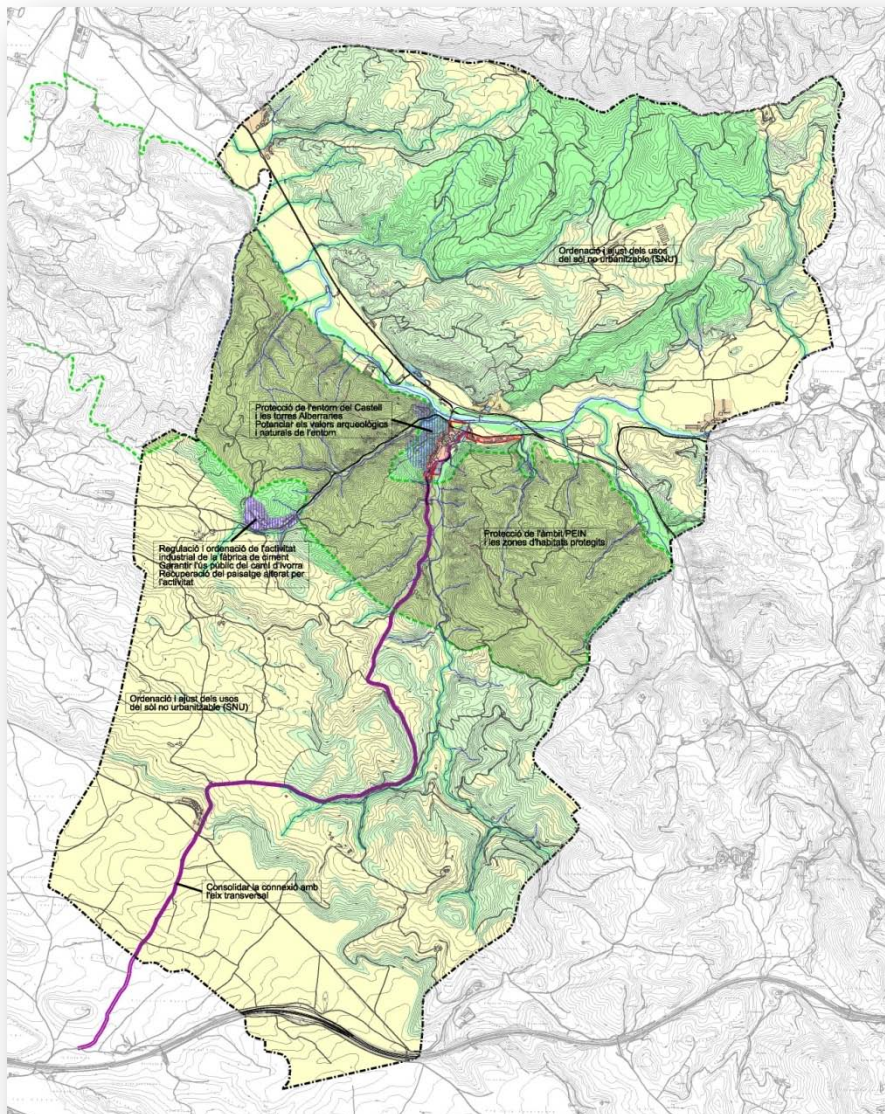 Ordenació i ajust dels usos
del sòl no urbanitzable (SNU)
Protecció de l'entorn del Castell
i les torres Albarranes
Potenciar els valors arqueològics
i naturals de l'entorn
Protecció de l'àmbit PEIN
i les zones d'hàbitats protegits
Regulació i ordenació de l'activitat
industrial de la fàbrica de ciment
Garantir l'ús públic del camí d'Ivorra
Recuperació del paisatge alterat per
l'activitat
Ordenació i ajust dels usos
del sòl no urbanitzable (SNU)
Consolidar la connexió amb
l'eix transversal